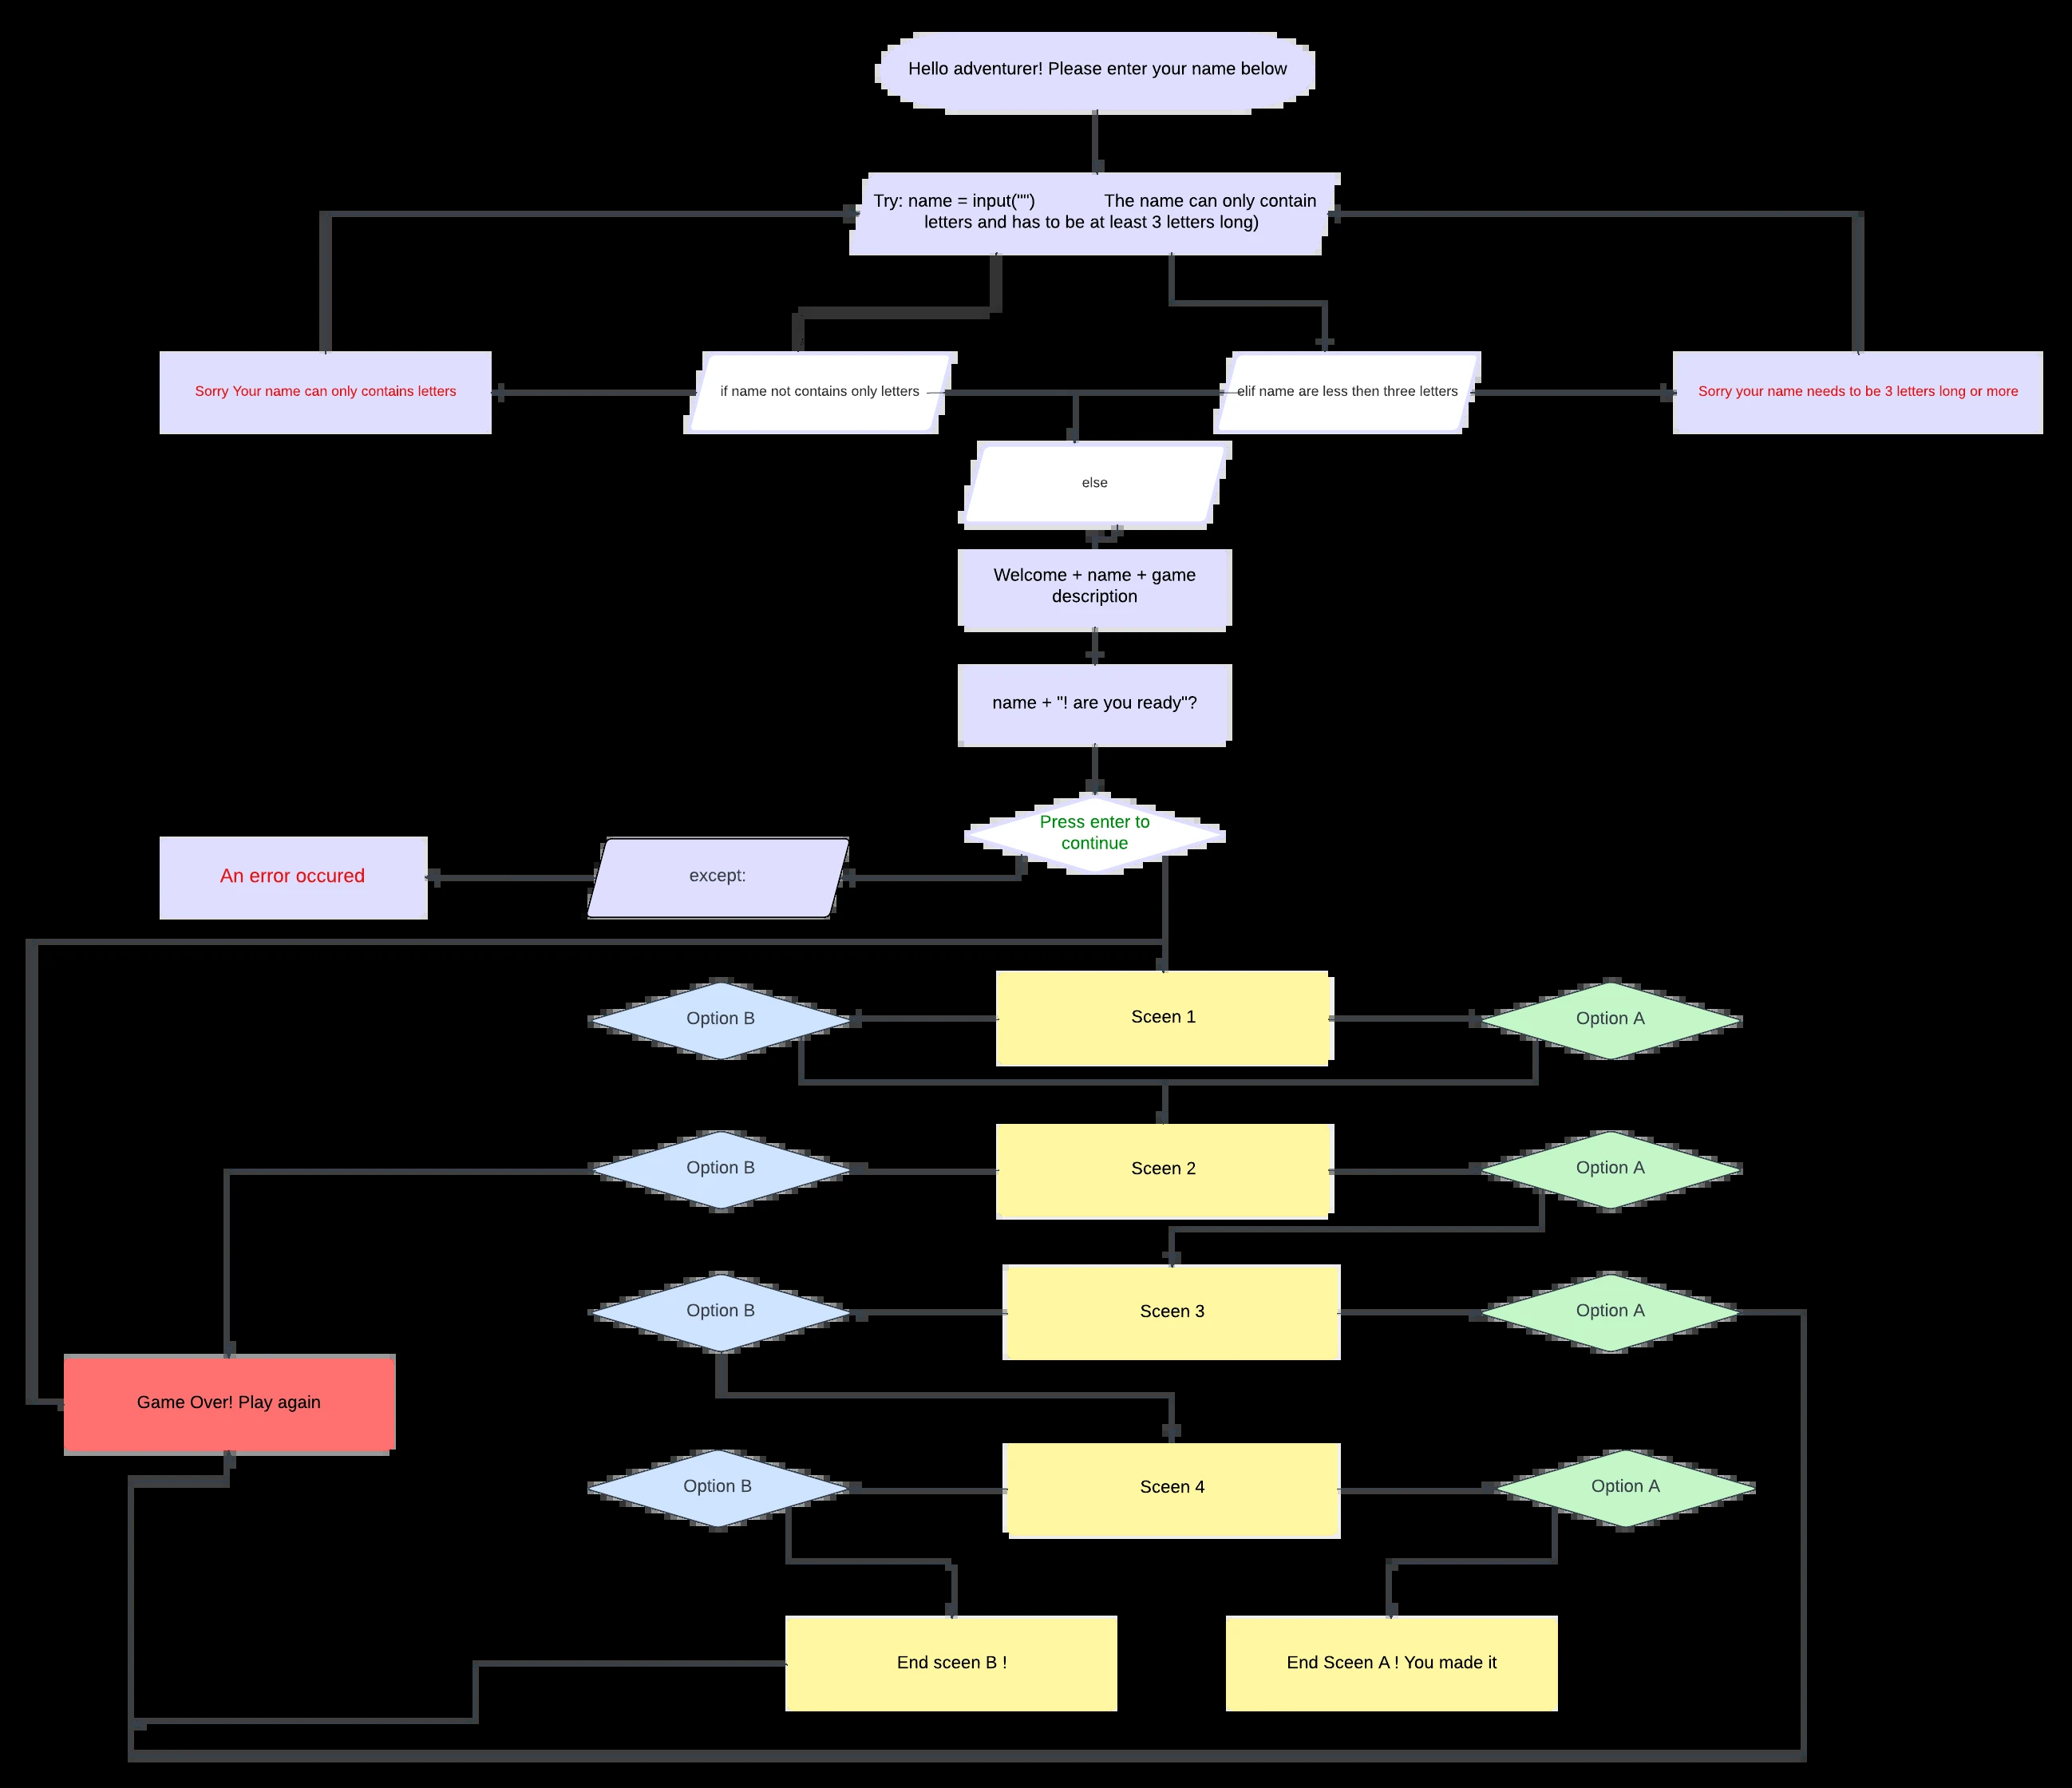 Hello adventurer! Please enter your name below
Try: name = input("") The name can only contain
letters and has to be at least 3 letters long)
Sorry Your name can only contains letters
if name not contains only letters
elif name are less then three letters
Sorry your name needs to be 3 letters long or more
else
Welcome + name + game
description
name + "! are you ready"?
Press enter to
continue
An error occured
except:
Option B
Sceen 1
Option A
Option B
Sceen 2
Option A
Option B
Sceen 3
Option A
Game Over! Play again
Option B
Sceen 4
Option A
End sceen B !
End Sceen A ! You made it